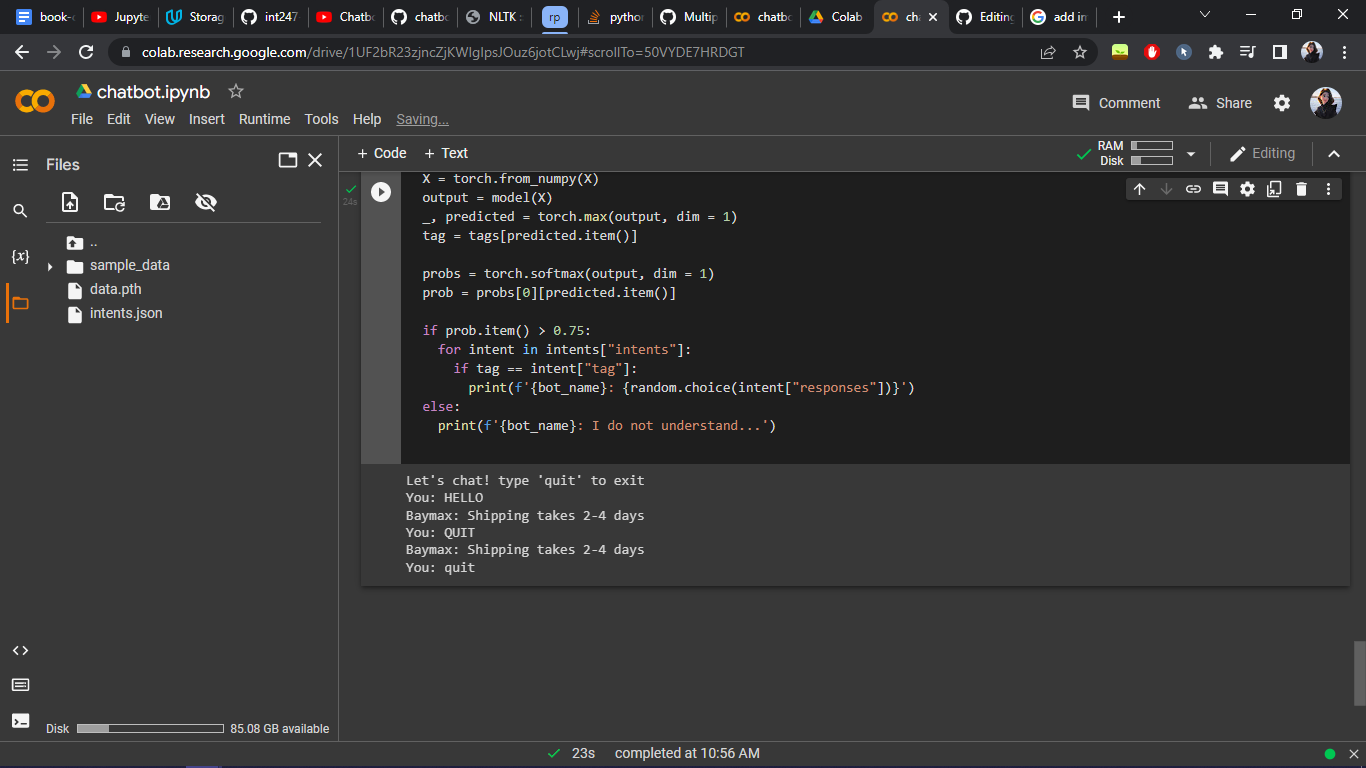 book-
Jupyte
Storag
int247
Chatb
chatbo
NLTK :
rp
pythor
Multip
chatbo
Colab
ch
Editing
add in
colab.research.google.com/drive/1UF2bR23zjncZjKWIgIpsJOuz6jotCLwj#scrollTo=50VYDE7HRDGT
chatbot.ipynb
File Edit View Insert Runtime Tools Help Saving...
Comment Share
Files
+ Code + Text
RAM
Disk
Editing
..
sample_data
data.pth
intents.json
24s
X = torch.from_numpy(X)
output = model(X)
_, predicted = torch.max(output, dim = 1)
tag = tags[predicted.item()]
probs = torch.softmax(output, dim = 1)
prob = probs[0][predicted.item()]
if prob.item() > 0.75:
for intent in intents["intents"]:
if tag == intent["tag"]:
print(f'{bot_name}: {random.choice(intent["responses"])}')
else:
print(f'{bot_name}: I do not understand...')
Let's chat! type 'quit' to exit
You: HELLO
Baymax: Shipping takes 2-4 days
You: QUIT
Baymax: Shipping takes 2-4 days
You: quit
Disk 85.08 GB available
23s completed at 10:56 AM